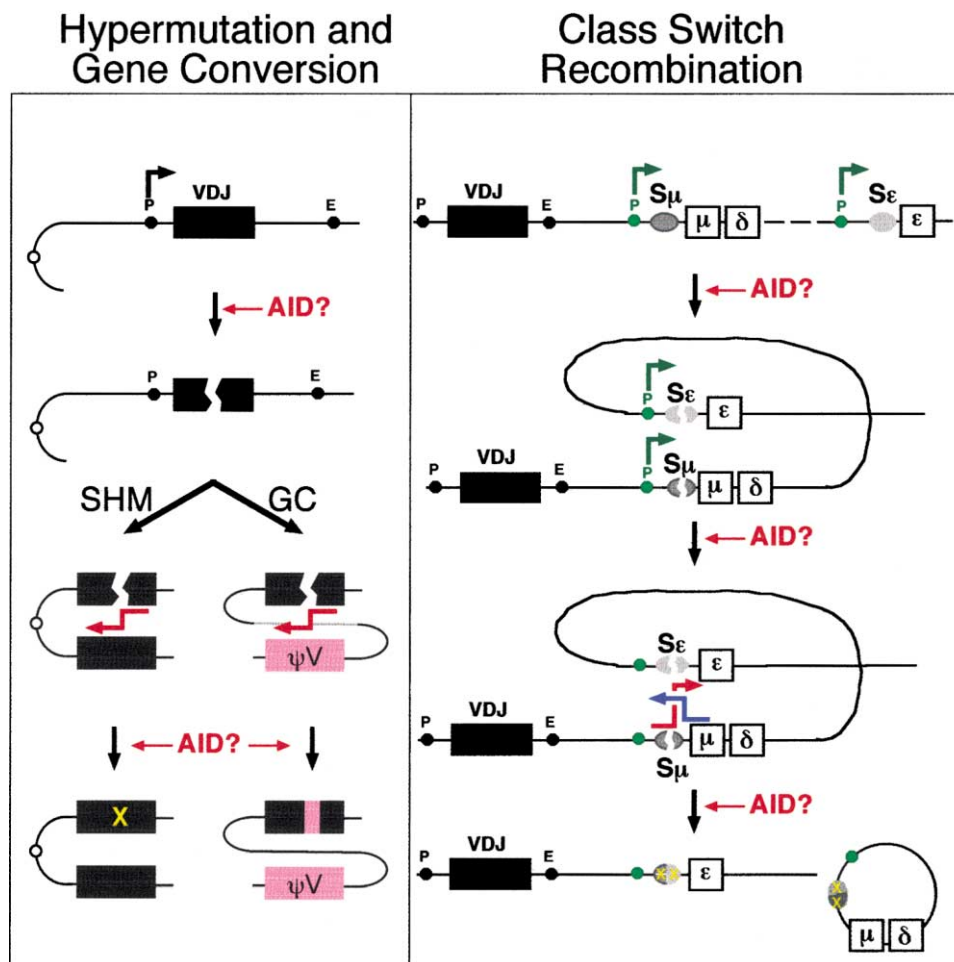 Hypermutation and
Gene Conversion
P VDJ E
AID?
P E
SHM GC
ψV
AID?
X
ψV
Class Switch
Recombination
P VDJ E P Sμ μ δ P Sε ε
AID?
P Sε ε
P VDJ E P Sμ μ δ
AID?
Sε ε
P VDJ E μ δ
Sμ
AID?
P VDJ E x x ε
x
x
μ δ